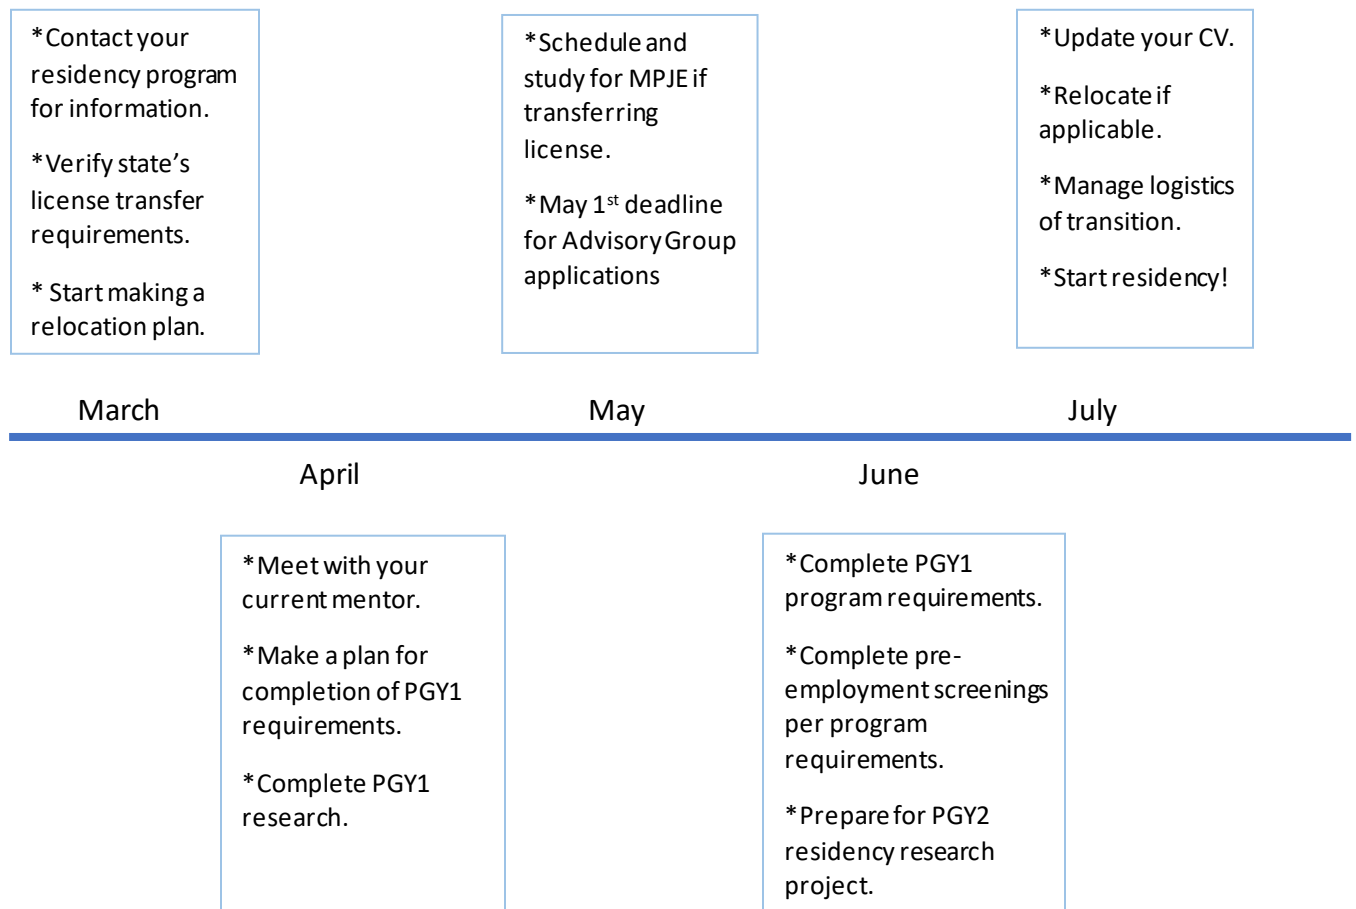 *Contact your
residency program
for information.
*Verify state’s
license transfer
requirements.
* Start making a
relocation plan.
*Schedule and
study for MPJE if
transferring
license.
*May 1st deadline
for Advisory Group
applications
*Update your CV.
*Relocate if
applicable.
*Manage logistics
of transition.
*Start residency!
March
May
July
April
June
*Meet with your
current mentor.
*Make a plan for
completion of PGY1
requirements.
*Complete PGY1
research.
*Complete PGY1
program requirements.
*Complete pre-
employment screenings
per program
requirements.
*Prepare for PGY2
residency research
project.